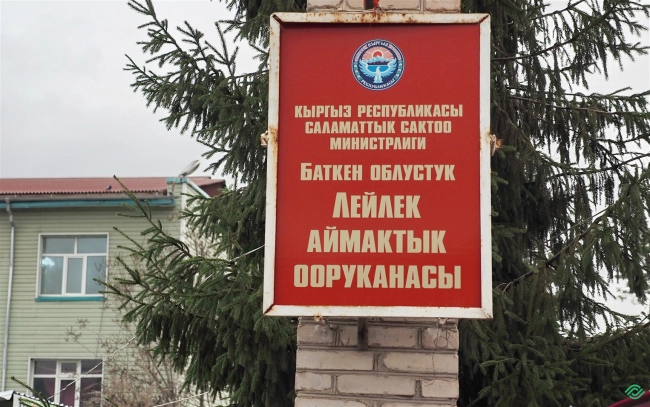 КЫРГЫЗ РЕСПУБЛИКАСЫ
САЛАМАТТЫК САКТОО
МИНИСТРЛИГИ
БАТКЕН ОБЛУСТУК
ЛЕЙЛЕК
АЙМАКТЫК
ООРУКАНАСЫ